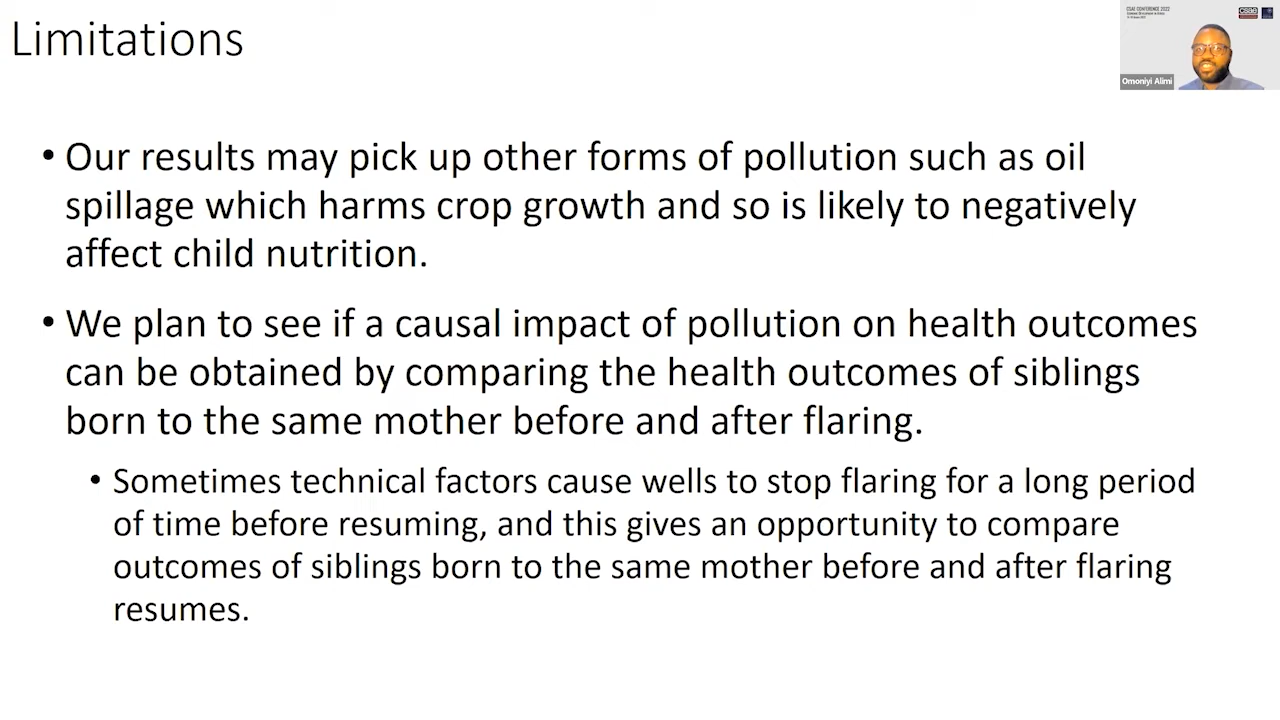 Limitations
CSAE CONFERENCE 2022
CSAE
Omoniyi Alimi
• Our results may pick up other forms of pollution such as oil
spillage which harms crop growth and so is likely to negatively
affect child nutrition.
• We plan to see if a causal impact of pollution on health outcomes
can be obtained by comparing the health outcomes of siblings
born to the same mother before and after flaring.
• Sometimes technical factors cause wells to stop flaring for a long period
of time before resuming, and this gives an opportunity to compare
outcomes of siblings born to the same mother before and after flaring
resumes.